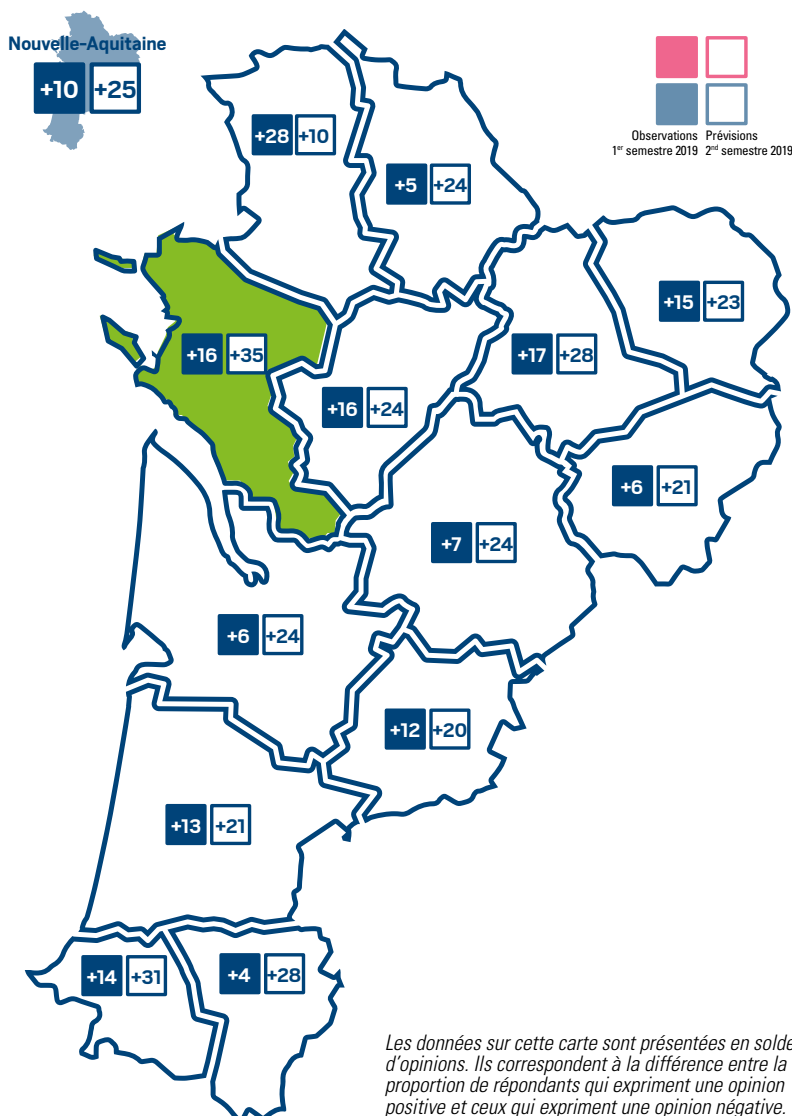 Nouvelle-Aquitaine
+10 +25
Observations Prévisions
1er semestre 2019 2nd semestre 2019
+28 +10
+5 +24
+15 +23
+16 +35
+17 +28
+16 +24
+6 +21
+7 +24
+6 +24
+12 +20
+13 +21
+14 +31
+4 +28
Les données sur cette carte sont présentées en solde
d'opinions. Ils correspondent à la différence entre la
proportion de répondants qui expriment une opinion
positive et ceux qui expriment une opinion négative.